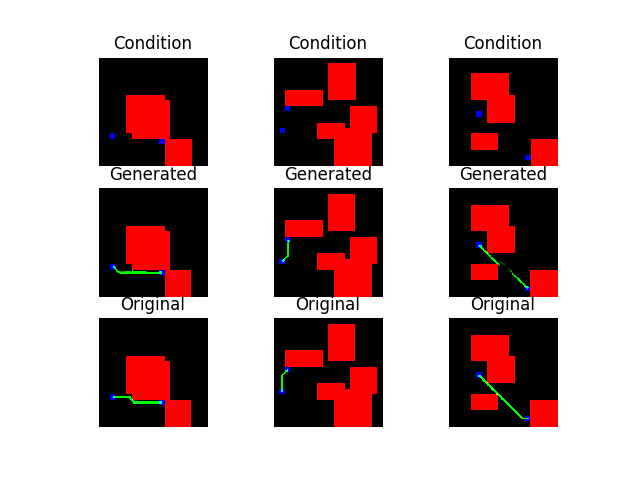 Condition Condition Condition
Generated Generated Generated
Original Original Original